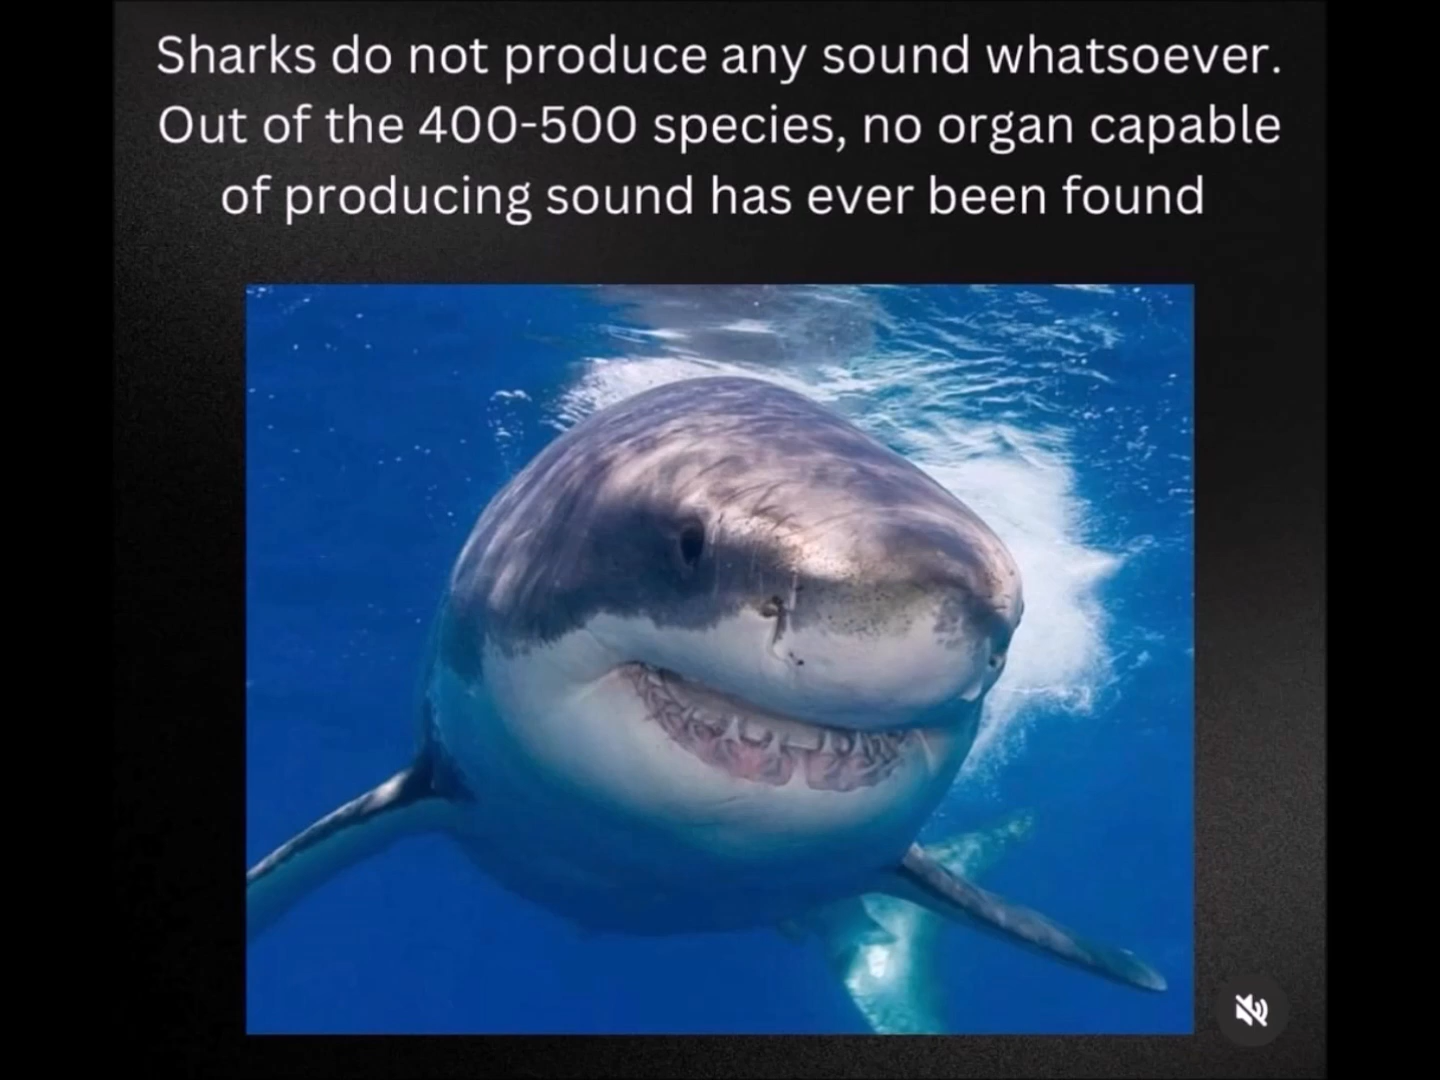 Sharks do not produce any sound whatsoever.
Out of the 400-500 species, no organ capable
of producing sound has ever been found